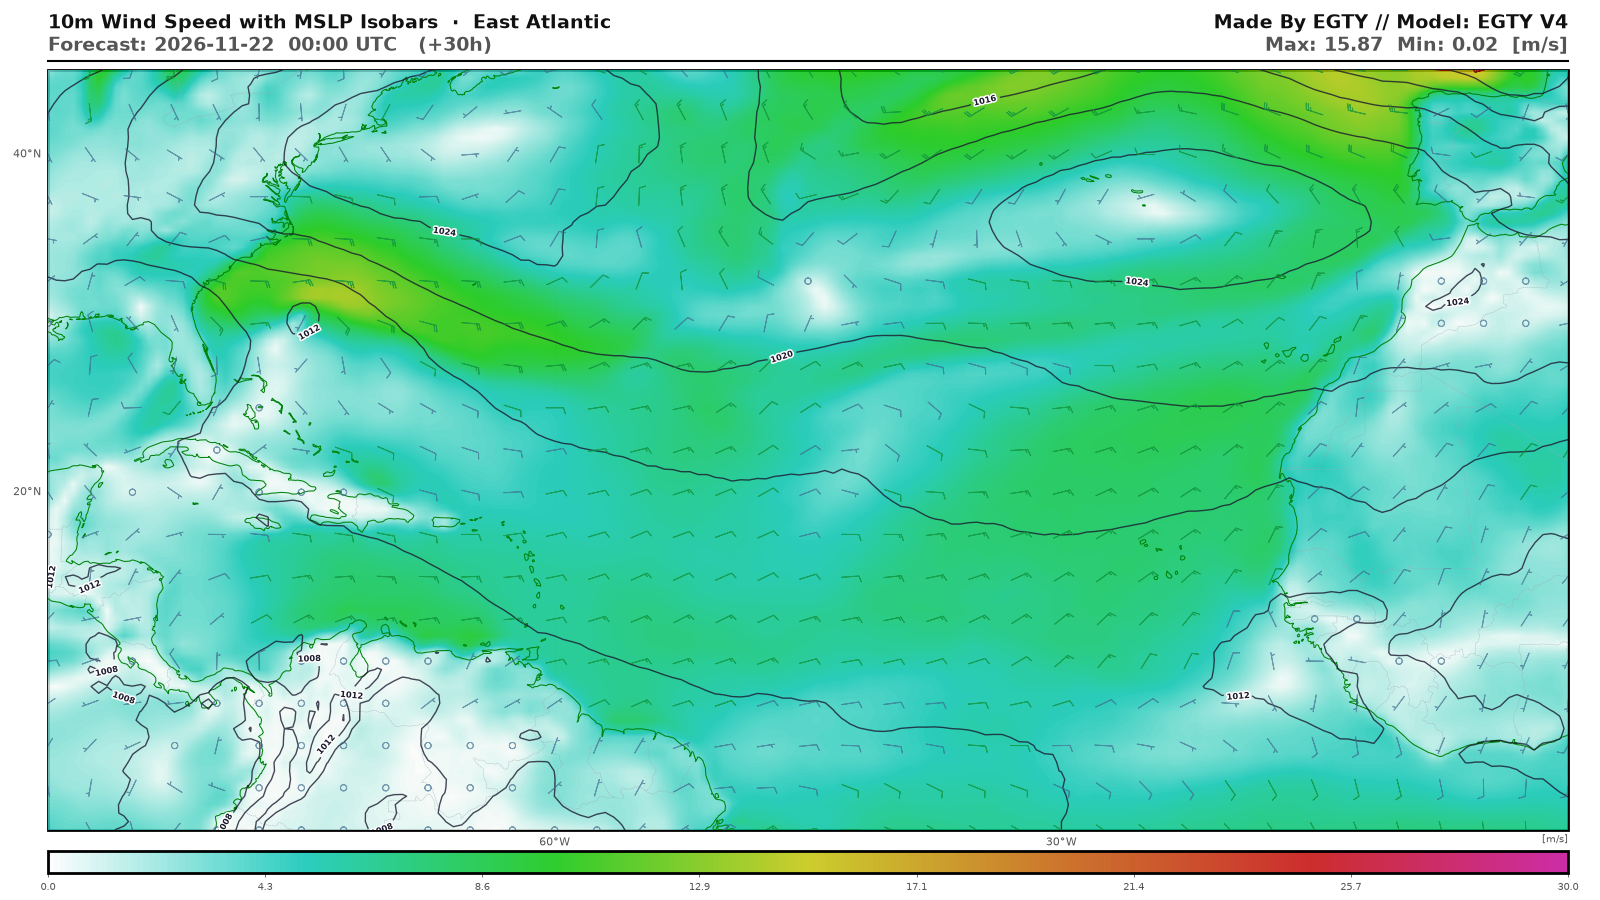 10m Wind Speed with MSLP Isobars · East Atlantic
Made By EGTY // Model: EGTY V4
Forecast: 2026-11-22 00:00 UTC (+30h)
Max: 15.87 Min: 0.02 [m/s]
1016
40°N
1024
1024
1024
1012
1020
20°N
1012
1012
1008
1008
1008
1012
1012
1012
008
008
60°W
30°W
[m/s]
0.0
4.3
8.6
12.9
17.1
21.4
25.7
30.0